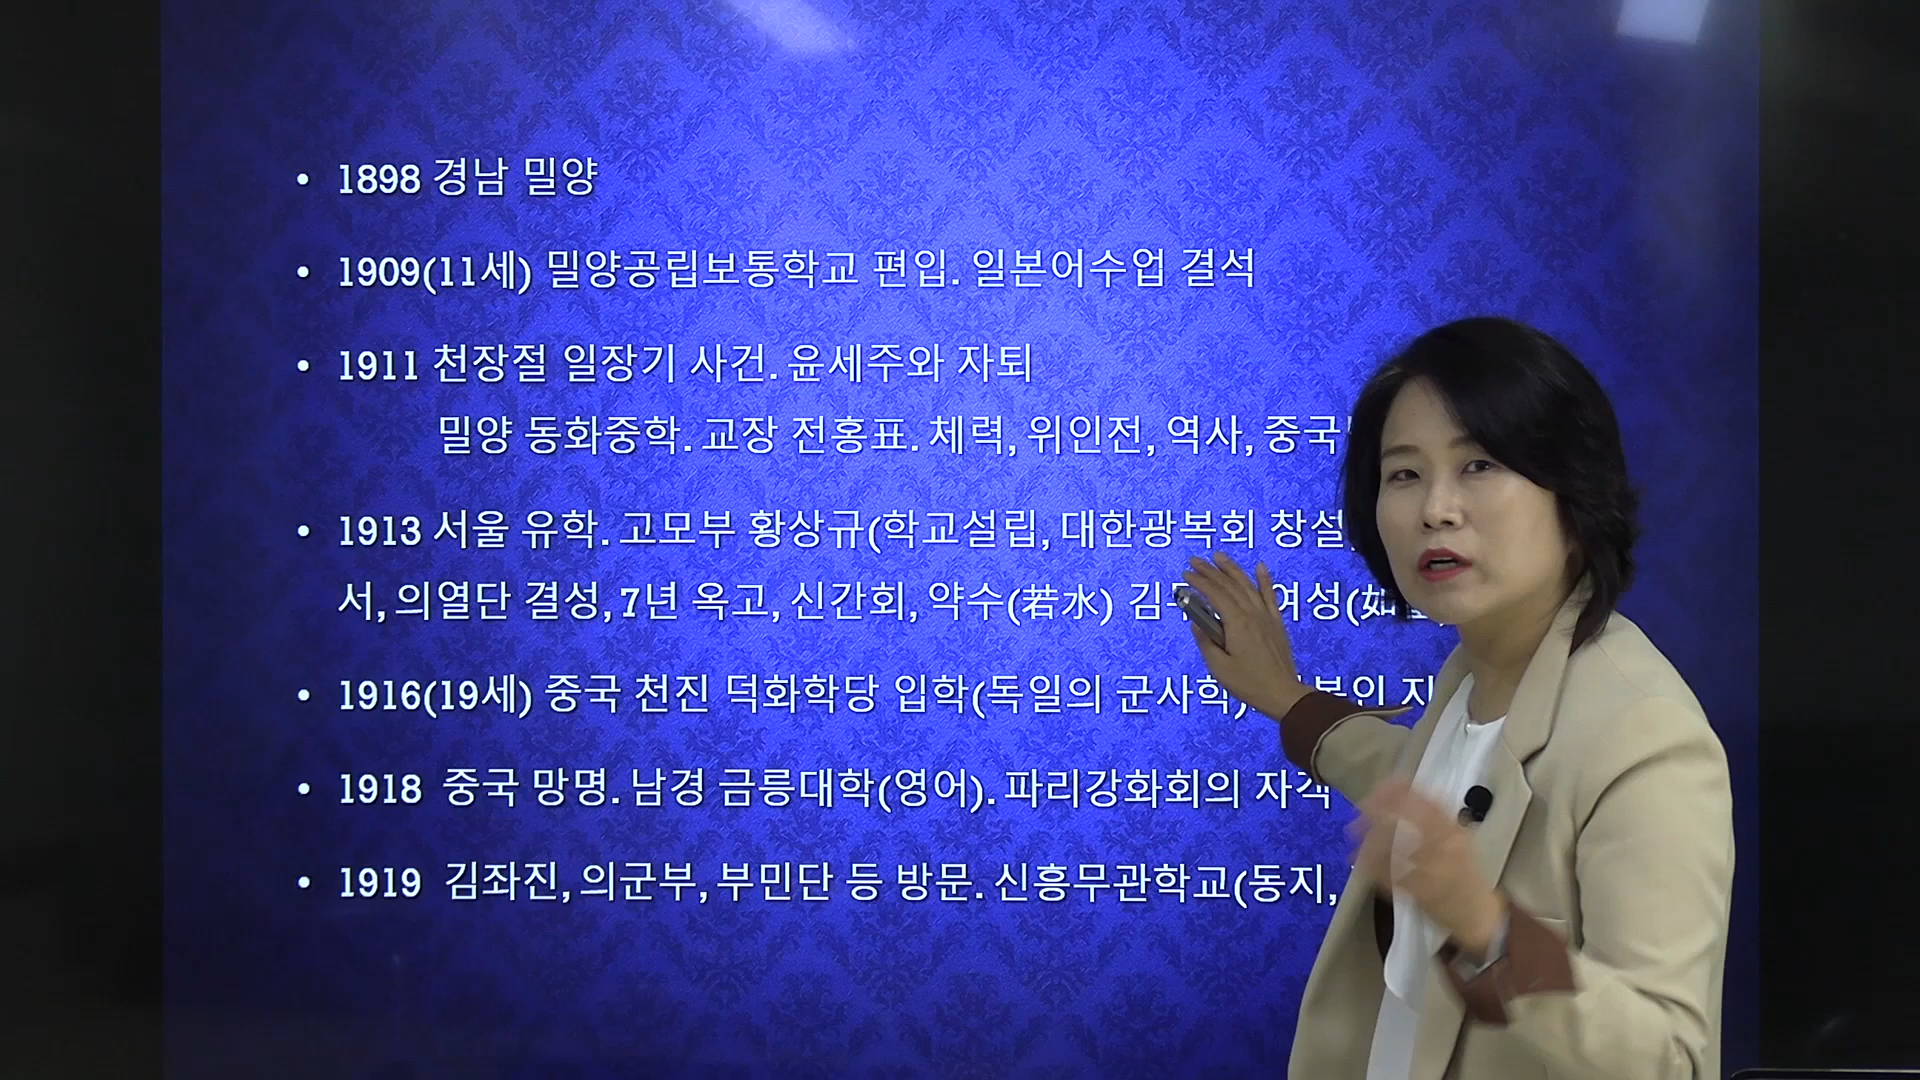 • 1898 경남 밀양
• 1909(11세) 밀양공립보통학교 편입. 일본어수업 결석
• 1911 천장절 일장기 사건. 윤세주와 자퇴
밀양 동화중학. 교장 전홍표. 체력, 위인전, 역사, 중국
• 1913 서울 유학. 고모부 황상규(학교설립, 대한광복회 창설,
서, 의열단 결성, 7년 옥고, 신간회, 약수(若水) 여성(如
• 1916(19세) 중국 천진 덕화학당 입학(독일의 군사학).
• 1918 중국 망명. 남경 금릉대학(영어). 파리강화회의 자격
• 1919 김좌진, 의군부, 부민단 등 방문. 신흥무관학교(동지,